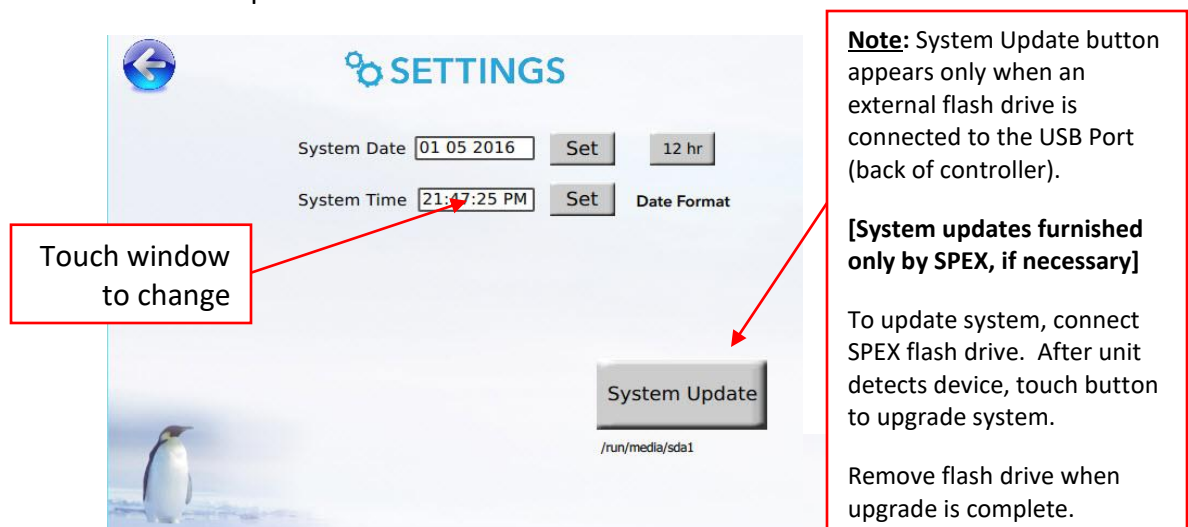 SETTINGS
System Date 01 05 2016 Set 12 hr
System Time 21:47:25 PM Set Date Format
Touch window
to change
System Update
/run/media/sda1
Note: System Update button
appears only when an
external flash drive is
connected to the USB Port
(back of controller).
[System updates furnished
only by SPEX, if necessary]
To update system, connect
SPEX flash drive.  After unit
detects device, touch button
to upgrade system.
Remove flash drive when
upgrade is complete.